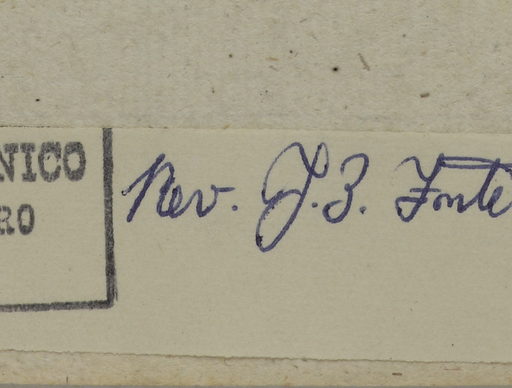 NICO
RO
Rev. J. B. Fonte